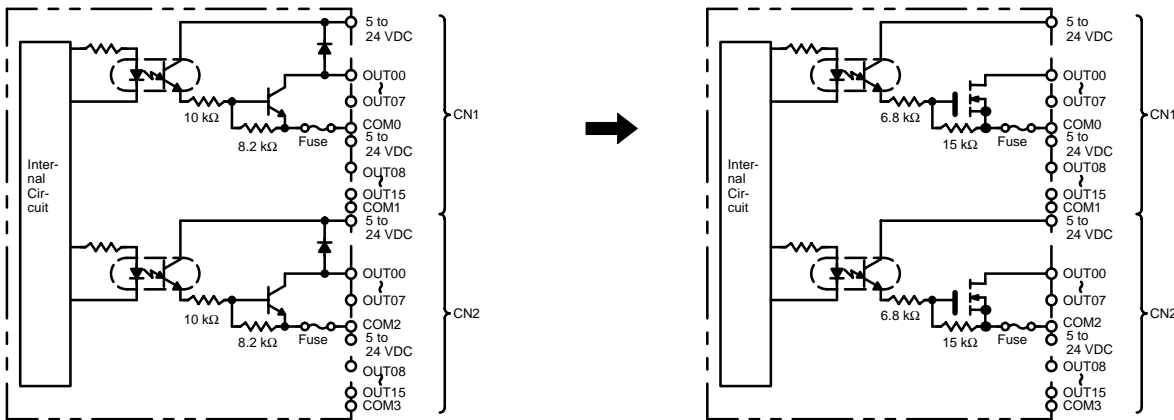 5 to
24 VDC
OUT00
~
OUT07
10 kΩ
COM0
8.2 kΩ
Fuse
5 to
24 VDC
OUT08
~
OUT15
COM1
CN1
Inter-
nal
Cir-
cuit
5 to
24 VDC
OUT00
~
OUT07
10 kΩ
COM2
8.2 kΩ
Fuse
5 to
24 VDC
OUT08
~
OUT15
COM3
CN2
5 to
24 VDC
OUT00
~
OUT07
6.8 kΩ
COM0
15 kΩ
Fuse
5 to
24 VDC
OUT08
~
OUT15
COM1
CN1
Inter-
nal
Cir-
cuit
5 to
24 VDC
OUT00
~
OUT07
6.8 kΩ
COM2
15 kΩ
Fuse
5 to
24 VDC
OUT08
~
OUT15
COM3
CN2